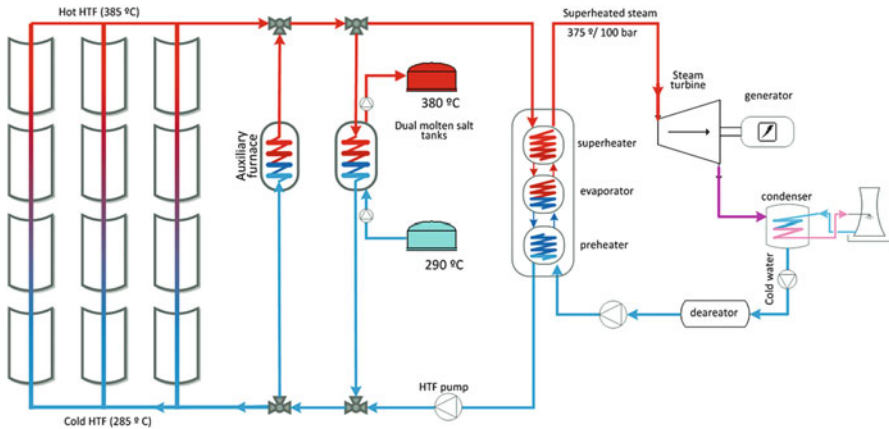 Hot HTF (385 ºC)
Superheated steam
375 º/ 100 bar
Steam
turbine
generator
380 ºC
Dual molten salt
tanks
Auxiliary
furnace
superheater
evaporator
condenser
preheater
290 ºC
Cold water
deareator
HTF pump
Cold HTF (285 º C)